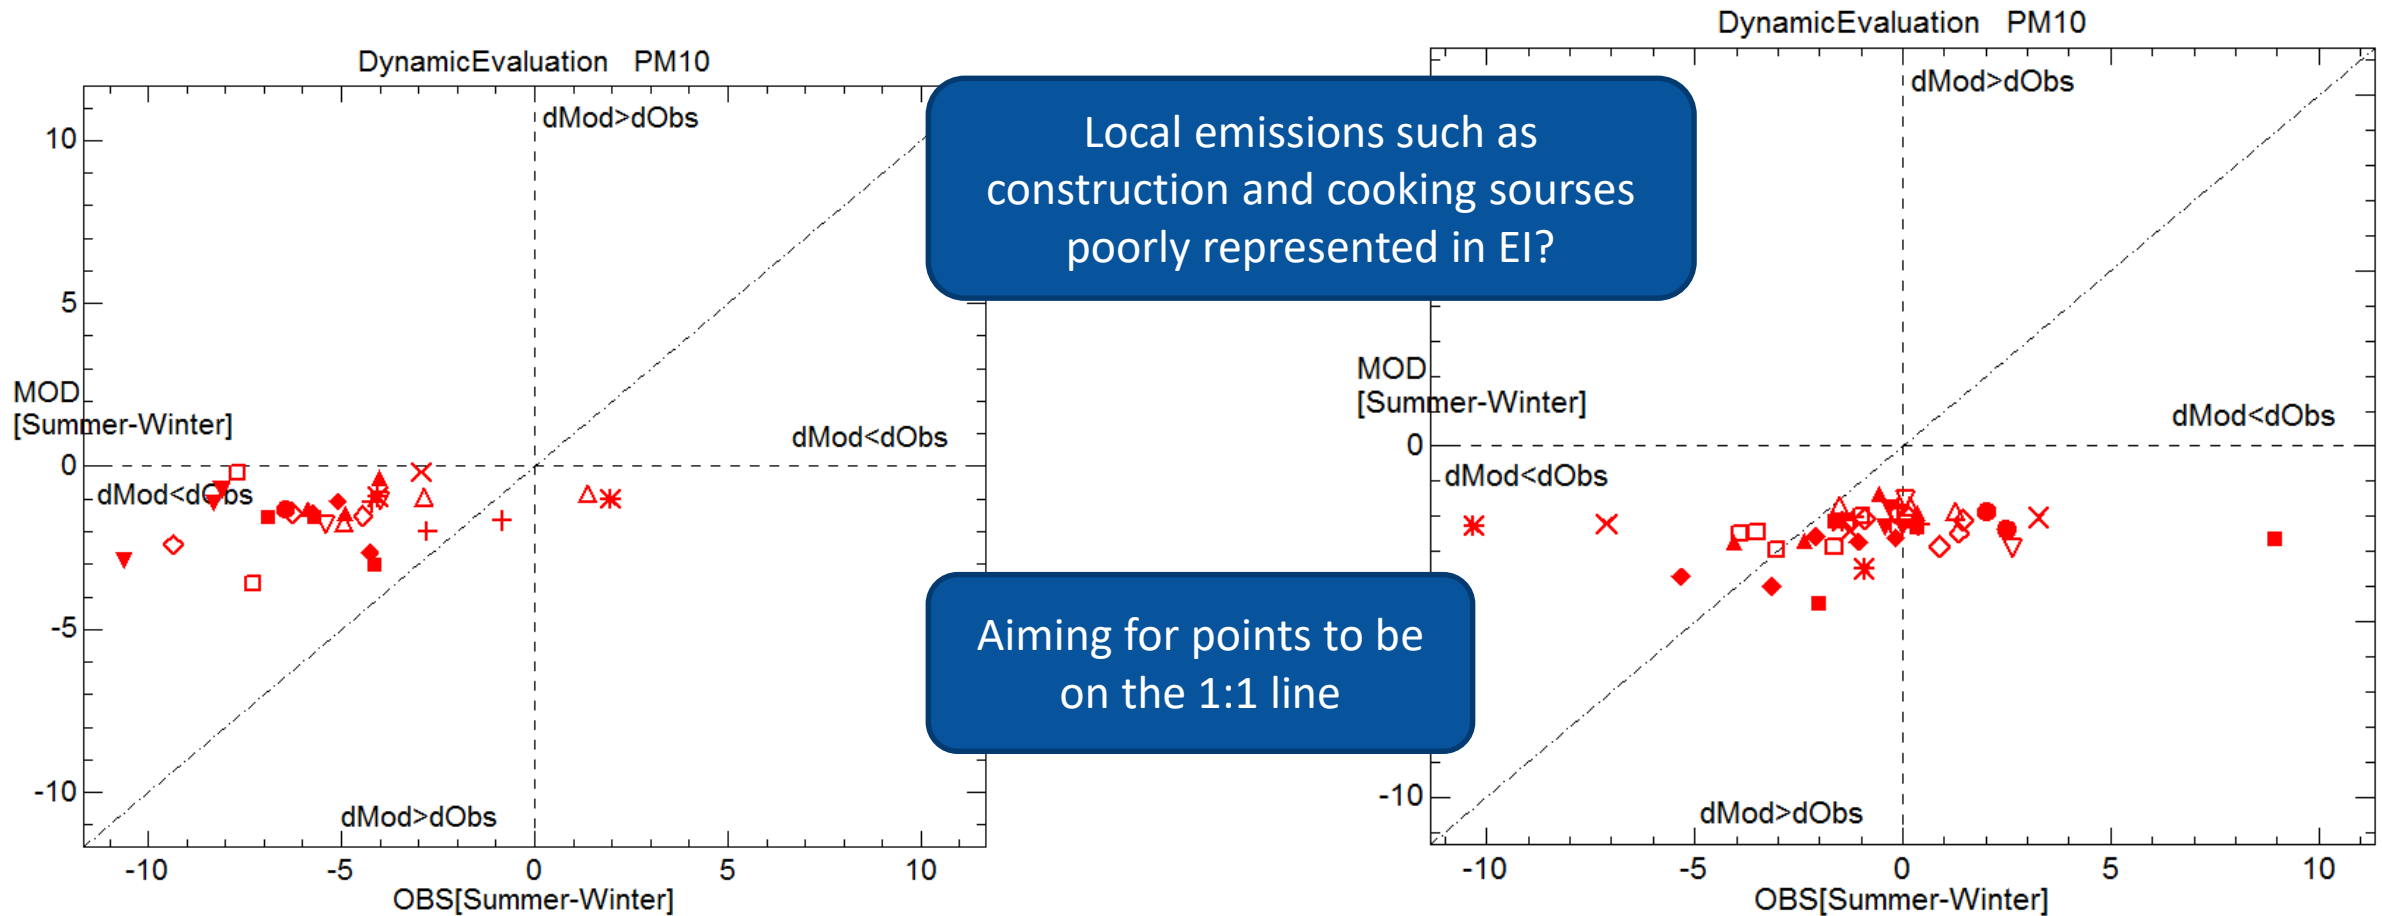 DynamicEvaluation PM10
dMod>dObs
10
5
MOD
[Summer-Winter]
0
dMod<dObs
dMod<dObs
-5
-10
dMod>dObs
-10
-5
0
5
10
OBS[Summer-Winter]
Local emissions such as
construction and cooking sourses
poorly represented in EI?
Aiming for points to be
on the 1:1 line
DynamicEvaluation PM10
dMod>dObs
MOD
[Summer-Winter]
dMod<dObs
0
dMod<dObs
-10
dMod>dObs
-10
-5
0
5
10
OBS[Summer-Winter]